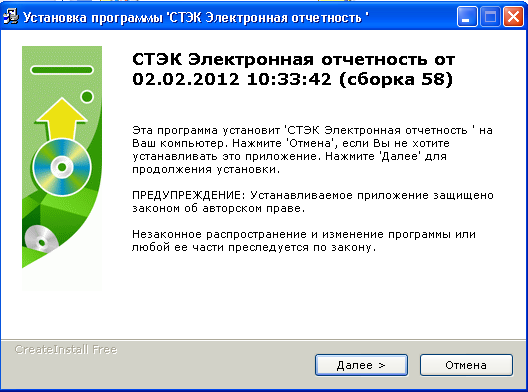 Установка программы 'СТЭК Электронная отчетность '
СТЭК Электронная отчетность от
02.02.2012 10:33:42 (сборка 58)
Эта программа установит 'СТЭК Электронная отчетность ' на
Ваш компьютер. Нажмите 'Отмена', если Вы не хотите
устанавливать это приложение. Нажмите 'Далее' для
продолжения установки.
ПРЕДУПРЕЖДЕНИЕ: Устанавливаемое приложение защищено
законом об авторском праве.
Незаконное распространение и изменение программы или
любой ее части преследуется по закону.
CreateInstall Free
Далее >
Отмена